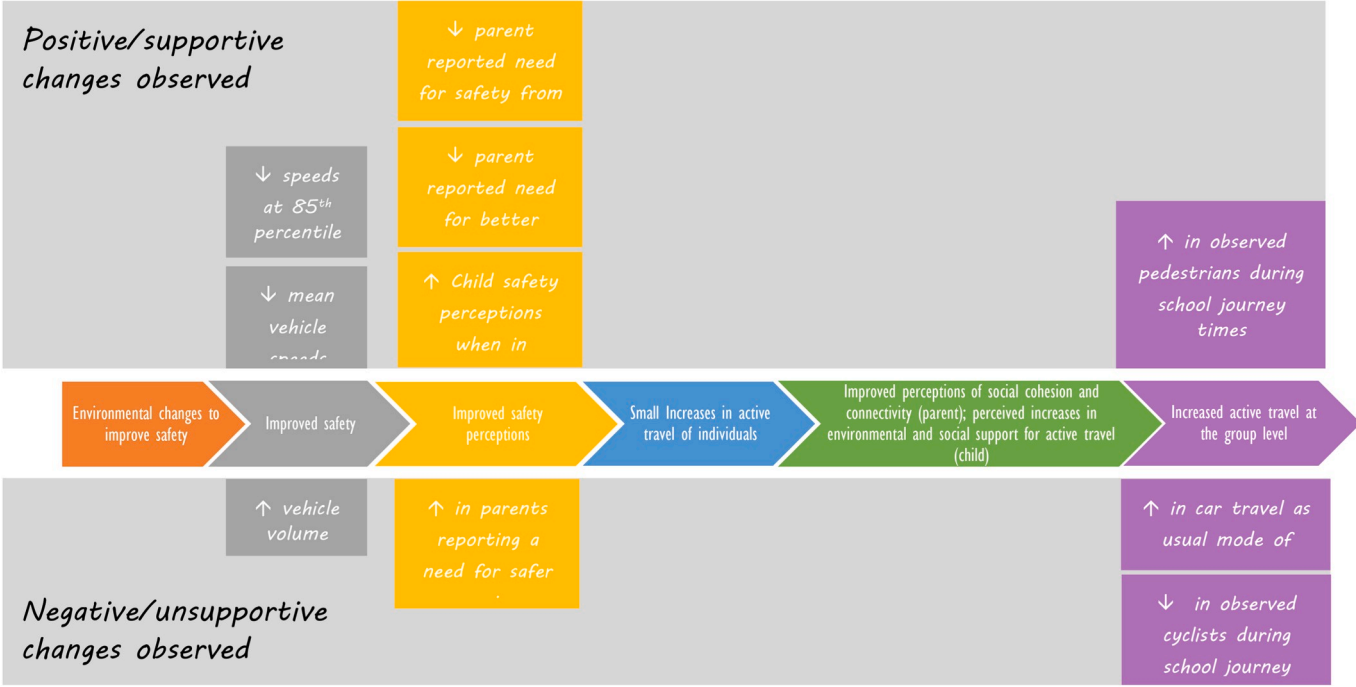 Positive/supportive
changes observed
↓ parent
reported need
for safety from
↓ parent
reported need
for better
↑ Child safety
perceptions
when in
↓ speeds
at 85th
percentile
↓ mean
vehicle
speeds
↑ in observed
pedestrians during
school journey
times
Environmental changes to
improve safety
Improved safety
Improved safety
perceptions
Small Increases in active
travel of individuals
Improved perceptions of social cohesion and
connectivity (parent); perceived increases in
environmental and social support for active travel
(child)
Increased active travel at
the group level
↑ vehicle
volume
↑ in parents
reporting a
need for safer
↑ in car travel as
usual mode of
↓ in observed
cyclists during
school journey
Negative/unsupportive
changes observed